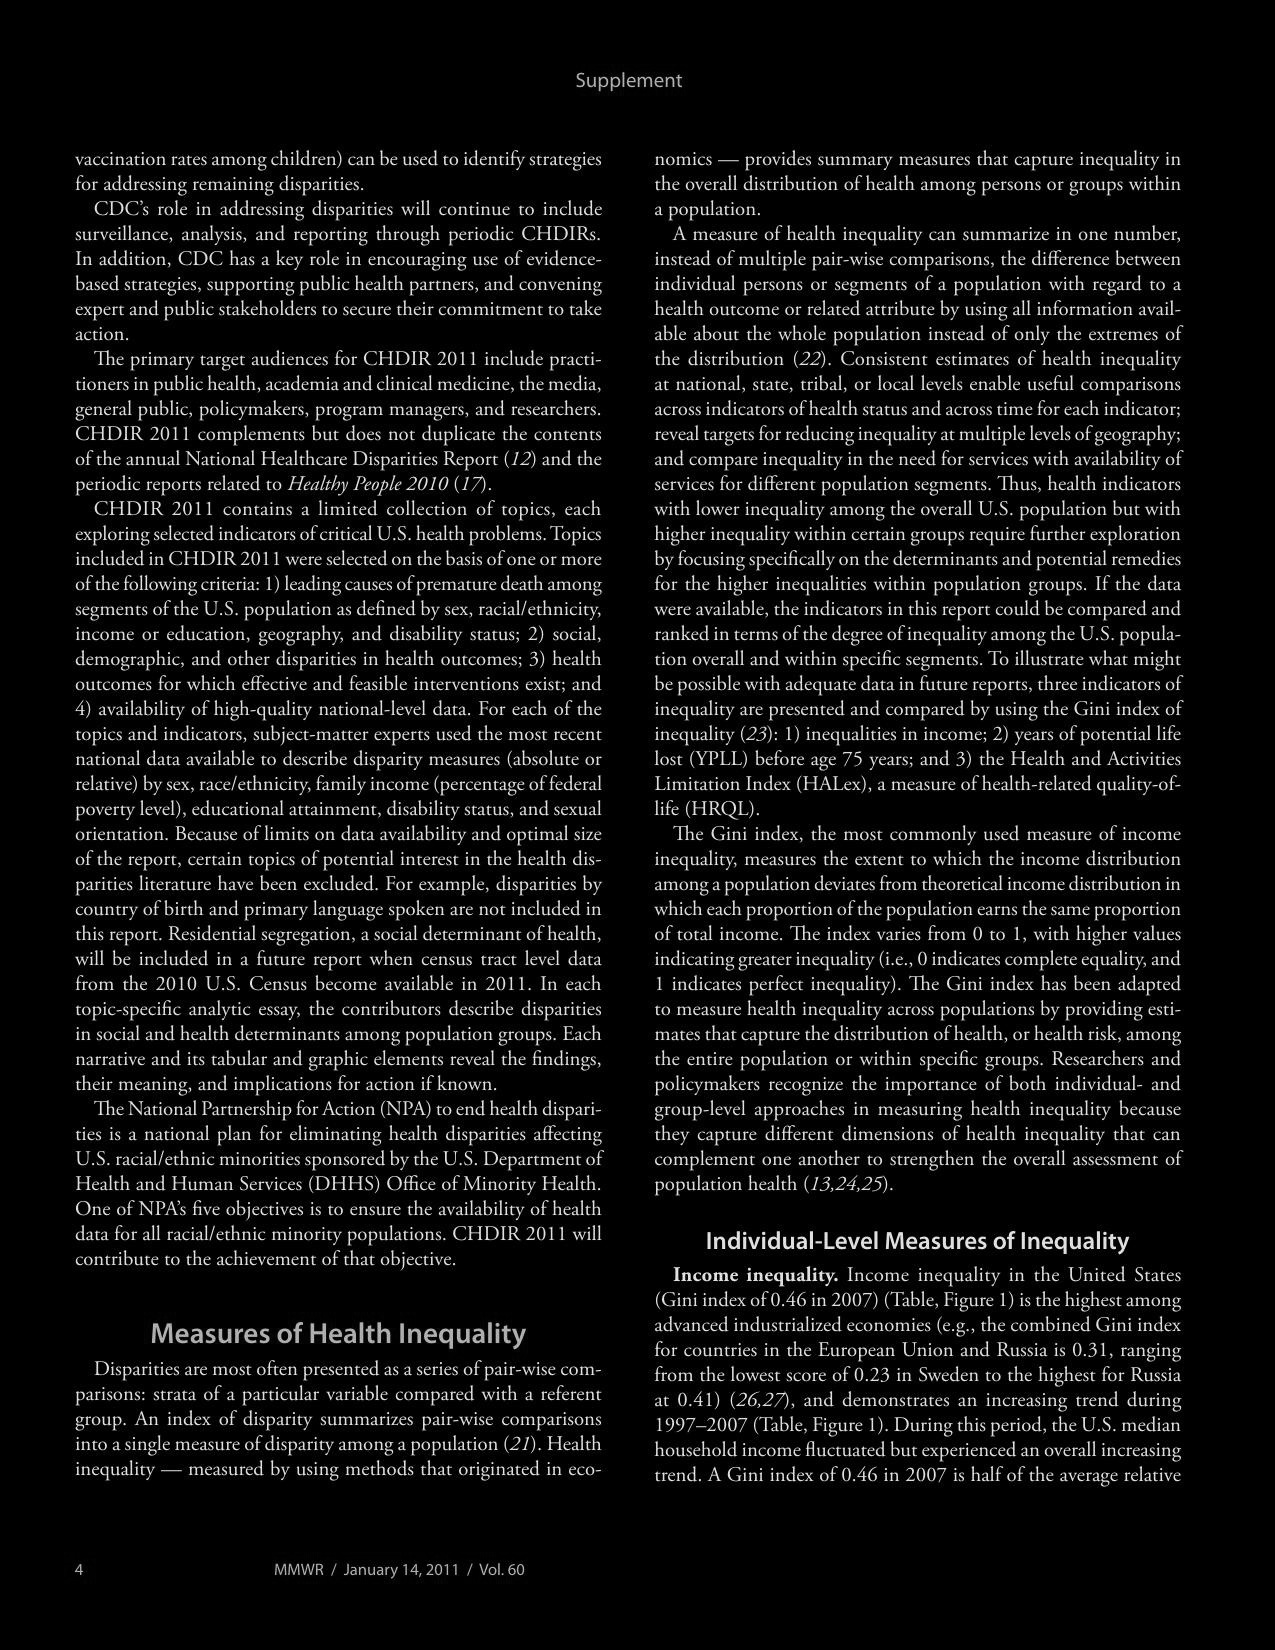 Supplement
vaccination rates among children) can be used to identify strategies
for addressing remaining disparities.
CDC’s role in addressing disparities will continue to include
surveillance, analysis, and reporting through periodic CHDIRs.
In addition, CDC has a key role in encouraging use of evidence-
based strategies, supporting public health partners, and convening
expert and public stakeholders to secure their commitment to take
action.
The primary target audiences for CHDIR 2011 include practi-
tioners in public health, academia and clinical medicine, the media,
general public, policymakers, program managers, and researchers.
CHDIR 2011 complements but does not duplicate the contents
of the annual National Healthcare Disparities Report (12) and the
periodic reports related to Healthy People 2010 (17).
CHDIR 2011 contains a limited collection of topics, each
exploring selected indicators of critical U.S. health problems. Topics
included in CHDIR 2011 were selected on the basis of one or more
of the following criteria: 1) leading causes of premature death among
segments of the U.S. population as defined by sex, racial/ethnicity,
income or education, geography, and disability status; 2) social,
demographic, and other disparities in health outcomes; 3) health
outcomes for which effective and feasible interventions exist; and
4) availability of high-quality national-level data. For each of the
topics and indicators, subject-matter experts used the most recent
national data available to describe disparity measures (absolute or
relative) by sex, race/ethnicity, family income (percentage of federal
poverty level), educational attainment, disability status, and sexual
orientation. Because of limits on data availability and optimal size
of the report, certain topics of potential interest in the health dis-
parities literature have been excluded. For example, disparities by
country of birth and primary language spoken are not included in
this report. Residential segregation, a social determinant of health,
will be included in a future report when census tract level data
from the 2010 U.S. Census become available in 2011. In each
topic-specific analytic essay, the contributors describe disparities
in social and health determinants among population groups. Each
narrative and its tabular and graphic elements reveal the findings,
their meaning, and implications for action if known.
The National Partnership for Action (NPA) to end health dispari-
ties is a national plan for eliminating health disparities affecting
U.S. racial/ethnic minorities sponsored by the U.S. Department of
Health and Human Services (DHHS) Office of Minority Health.
One of NPA’s five objectives is to ensure the availability of health
data for all racial/ethnic minority populations. CHDIR 2011 will
contribute to the achievement of that objective.
Measures of Health Inequality
Disparities are most often presented as a series of pair-wise com-
parisons: strata of a particular variable compared with a referent
group. An index of disparity summarizes pair-wise comparisons
into a single measure of disparity among a population (21). Health
inequality — measured by using methods that originated in eco-
nomics — provides summary measures that capture inequality in
the overall distribution of health among persons or groups within
a population.
A measure of health inequality can summarize in one number,
instead of multiple pair-wise comparisons, the difference between
individual persons or segments of a population with regard to a
health outcome or related attribute by using all information avail-
able about the whole population instead of only the extremes of
the distribution (22). Consistent estimates of health inequality
at national, state, tribal, or local levels enable useful comparisons
across indicators of health status and across time for each indicator;
reveal targets for reducing inequality at multiple levels of geography;
and compare inequality in the need for services with availability of
services for different population segments. Thus, health indicators
with lower inequality among the overall U.S. population but with
higher inequality within certain groups require further exploration
by focusing specifically on the determinants and potential remedies
for the higher inequalities within population groups. If the data
were available, the indicators in this report could be compared and
ranked in terms of the degree of inequality among the U.S. popula-
tion overall and within specific segments. To illustrate what might
be possible with adequate data in future reports, three indicators of
inequality are presented and compared by using the Gini index of
inequality (23): 1) inequalities in income; 2) years of potential life
lost (YPLL) before age 75 years; and 3) the Health and Activities
Limitation Index (HALex), a measure of health-related quality-of-
life (HRQL).
The Gini index, the most commonly used measure of income
inequality, measures the extent to which the income distribution
among a population deviates from theoretical income distribution in
which each proportion of the population earns the same proportion
of total income. The index varies from 0 to 1, with higher values
indicating greater inequality (i.e., 0 indicates complete equality, and
1 indicates perfect inequality). The Gini index has been adapted
to measure health inequality across populations by providing esti-
mates that capture the distribution of health, or health risk, among
the entire population or within specific groups. Researchers and
policymakers recognize the importance of both individual- and
group-level approaches in measuring health inequality because
they capture different dimensions of health inequality that can
complement one another to strengthen the overall assessment of
population health (13,24,25).
Individual-Level Measures of Inequality
Income inequality. Income inequality in the United States
(Gini index of 0.46 in 2007) (Table, Figure 1) is the highest among
advanced industrialized economies (e.g., the combined Gini index
for countries in the European Union and Russia is 0.31, ranging
from the lowest score of 0.23 in Sweden to the highest for Russia
at 0.41) (26,27), and demonstrates an increasing trend during
1997–2007 (Table, Figure 1). During this period, the U.S. median
household income fluctuated but experienced an overall increasing
trend. A Gini index of 0.46 in 2007 is half of the average relative
4 MMWR / January 14, 2011 / Vol. 60